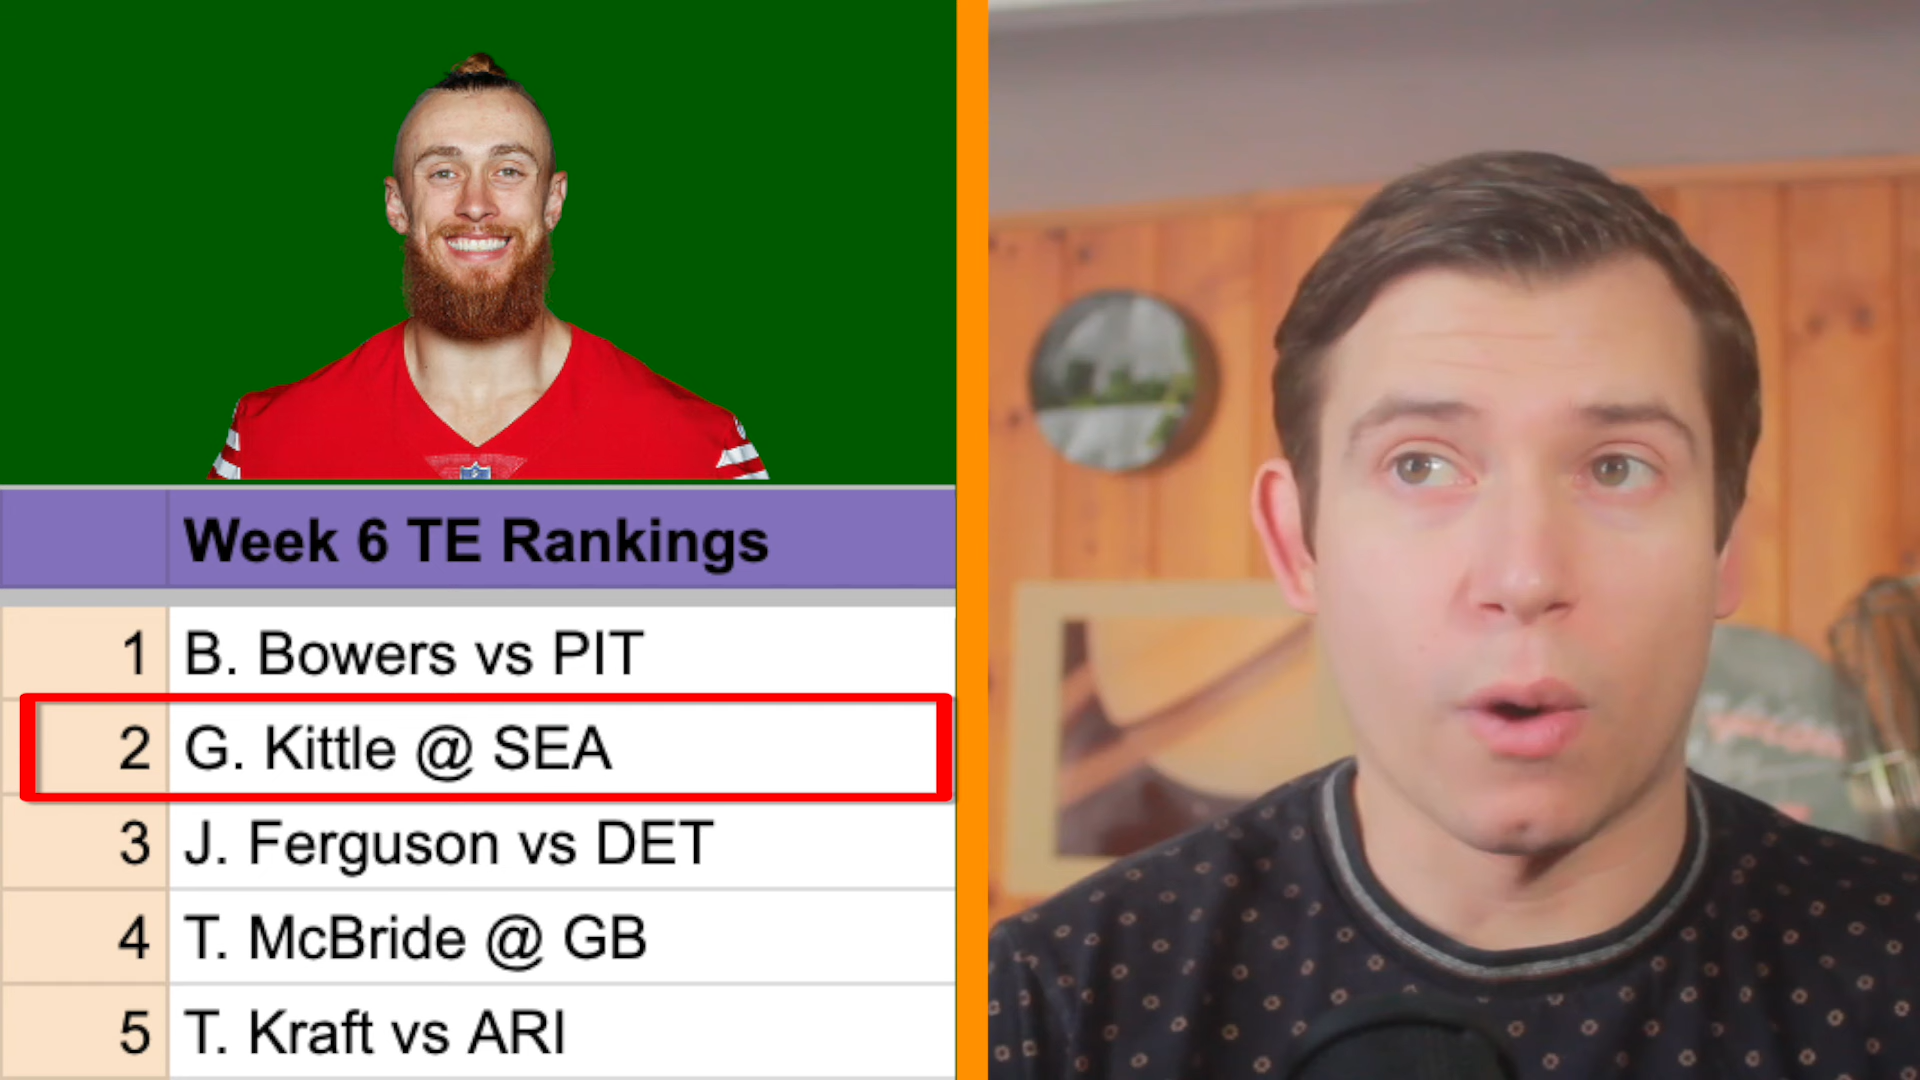 Week 6 TE Rankings
1 B. Bowers vs PIT
2 G. Kittle @ SEA
3 J. Ferguson vs DET
4 T. McBride @ GB
5 T. Kraft vs ARI